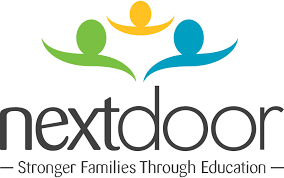 nextdoor
— Stronger Families Through Education —